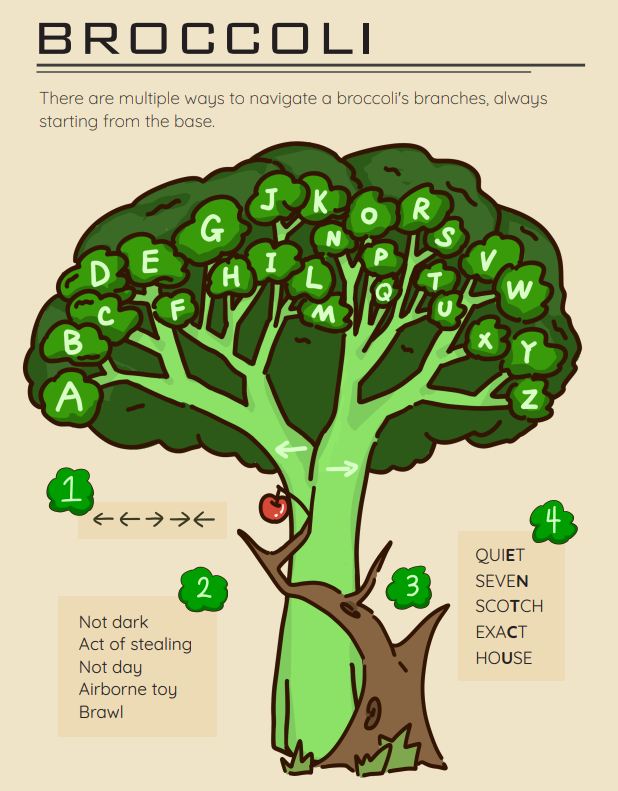 BROCCOLI
There are multiple ways to navigate a broccoli's branches, always
starting from the base.
J
K
G
O
R
N
S
D
E
H
I
L
P
V
Q
T
W
C
F
M
U
B
X
Y
A
Z
← →
1
← ← → → ←
2
Not dark
Act of stealing
Not day
Airborne toy
Brawl
3
4
QUIET
SEVEN
SCOTCH
EXACT
HOUSE